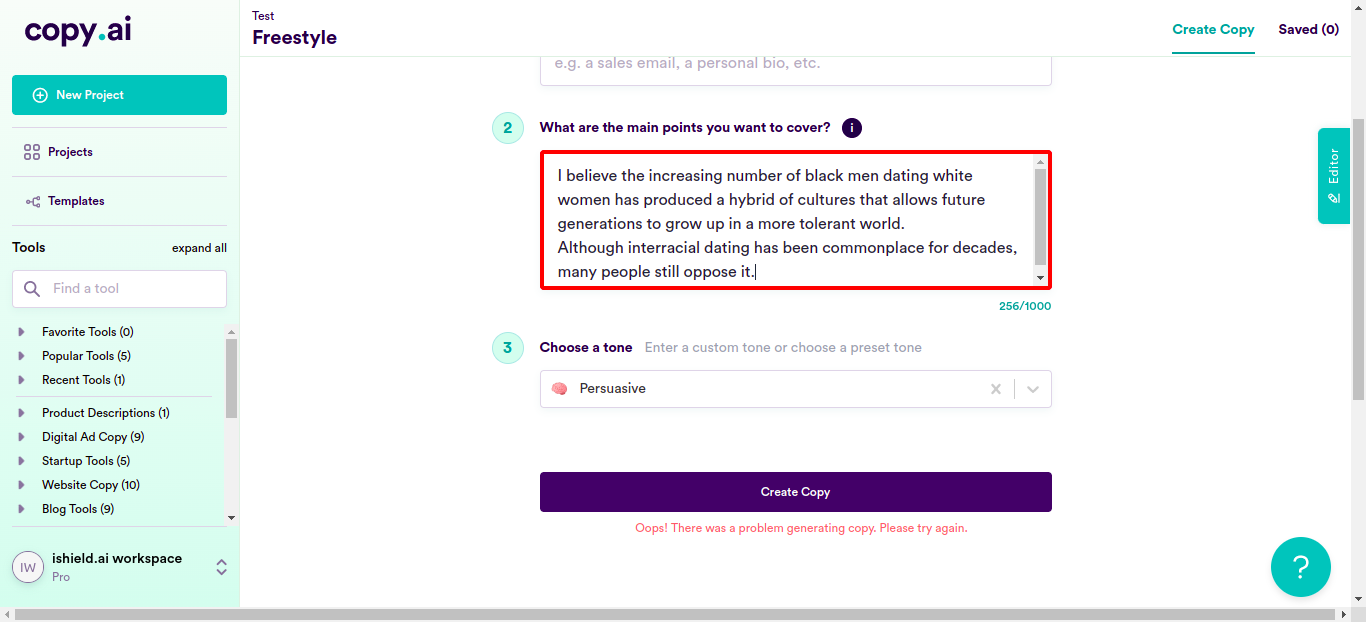 copy.ai
New Project
Projects
Templates
Tools
expand all
Find a tool
Favorite Tools (0)
Popular Tools (5)
Recent Tools (1)
Product Descriptions (1)
Digital Ad Copy (9)
Startup Tools (5)
Website Copy (10)
Blog Tools (9)
IW
ishield.ai workspace
Pro
Test
Freestyle
Create Copy
Saved (0)
e.g. a sales email, a personal bio, etc.
2
What are the main points you want to cover?
i
I believe the increasing number of black men dating white
women has produced a hybrid of cultures that allows future
generations to grow up in a more tolerant world.
Although interracial dating has been commonplace for decades,
many people still oppose it.
256/1000
3
Choose a tone
Enter a custom tone or choose a preset tone
Persuasive
Create Copy
Oops! There was a problem generating copy. Please try again.
Editor
?